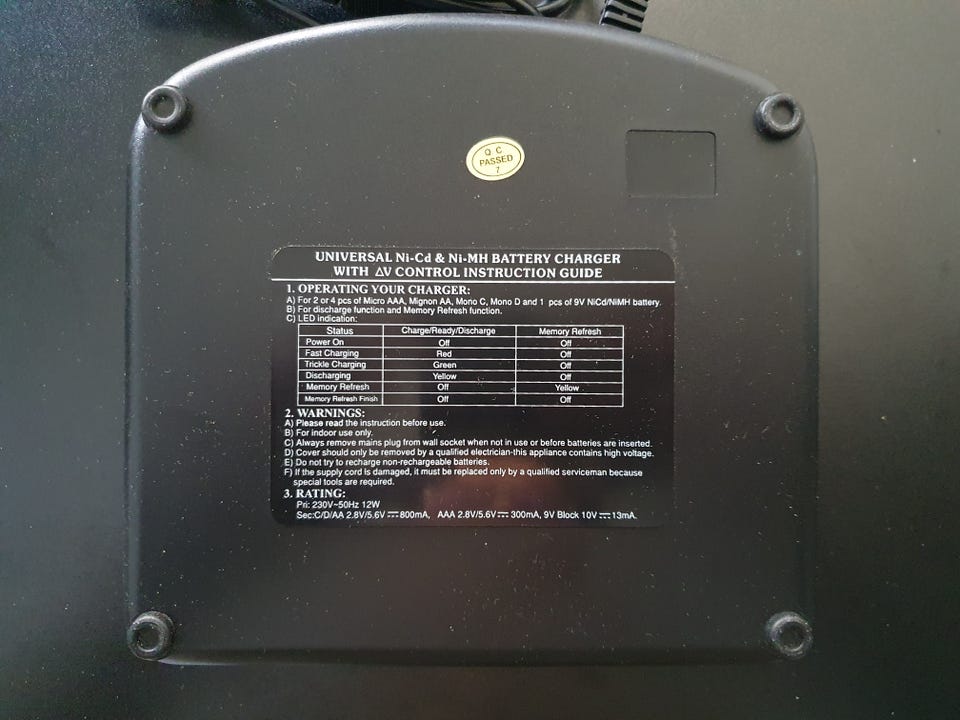 Q C
PASSED
7
UNIVERSAL Ni-Cd & Ni-MH BATTERY CHARGER
WITH ΔV CONTROL INSTRUCTION GUIDE
1. OPERATING YOUR CHARGER:
A) For 2 or 4 pcs of Micro AAA, Mignon AA, Mono C, Mono D and 1 pcs of 9V NiCd/NiMH battery.
B) For discharge function and Memory Refresh function.
C) LED indication:
Status Charge/Ready/Discharge Memory Refresh
Power On Off Off
Fast Charging Red Off
Trickle Charging Green Off
Discharging Yellow Off
Memory Refresh Off Yellow
Memory Refresh Finish Off Off
2. WARNINGS:
A) Please read the instruction before use.
B) For indoor use only.
C) Always remove mains plug from wall socket when not in use or before batteries are inserted.
D) Cover should only be removed by a qualified electrician-this appliance contains high voltage.
E) Do not try to recharge non-rechargeable batteries.
F) If the supply cord is damaged, it must be replaced only by a qualified serviceman because
special tools are required.
3. RATING:
Pri: 230V~50Hz 12W
Sec:C/D/AA 2.8V/5.6V ⎓ 800mA, AAA 2.8V/5.6V ⎓ 300mA, 9V Block 10V ⎓ 13mA.